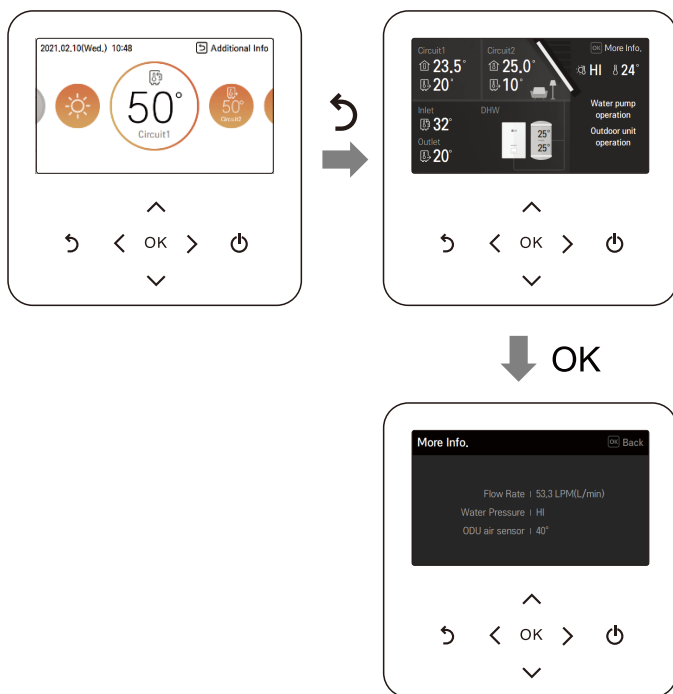 2021.02.10(Wed.) 10:48 Additional Info
50°
Circuit1
50°
Circuit2
OK
Circuit1
23.5°
20°
Circuit2
25.0°
10°
OK More Info.
HI 24°
Inlet
32°
Outlet
20°
DHW
25°
25°
Water pump
operation
Outdoor unit
operation
OK
OK
More Info. OK Back
Flow Rate | 53.3 LPM(L/min)
Water Pressure | HI
ODU air sensor | 40°
OK